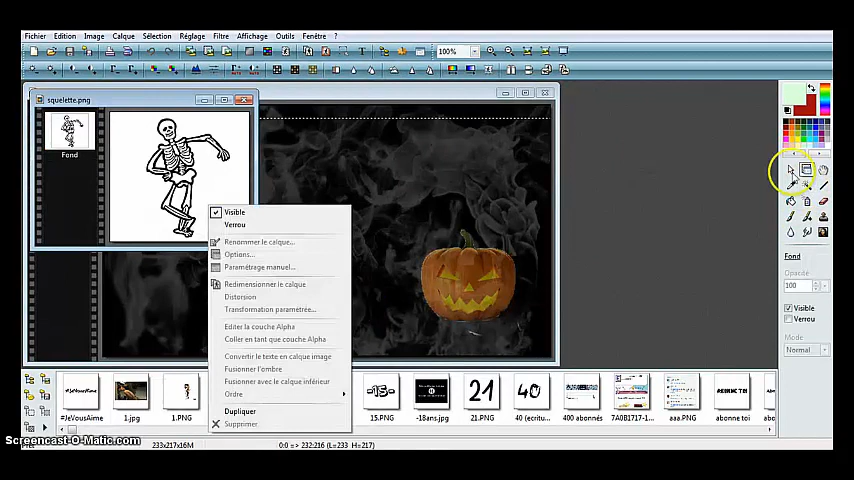 Fichier Edition Image Calque Sélection Réglage Filtre Affichage Outils Fenêtre ?
100%
squelette.png
Fond
Visible
Verrou
Renommer le calque...
Options...
Paramétrage manuel...
Redimensionner le calque
Distorsion
Transformation paramétrée...
Editer la couche Alpha
Coller en tant que couche Alpha
Convertir le texte en calque image
Fusionner l'ombre
Fusionner avec le calque inférieur
Ordre
Dupliquer
Supprimer
Fond
Opacité
100
Visible
Verrou
Mode
Normal
#JeVousAime
-15-
21
40
ABONNE TOI
#JeVousAime 1.jpg 1.PNG 15.PNG -18ans.jpg 21.PNG 40 (ecritu... 400 abonnés 7A0B1717-1... aaa.PNG abonne toi
Screencast-O-Matic.com
233x217x16M 0:0 => 232:216 (L=233 H=217)